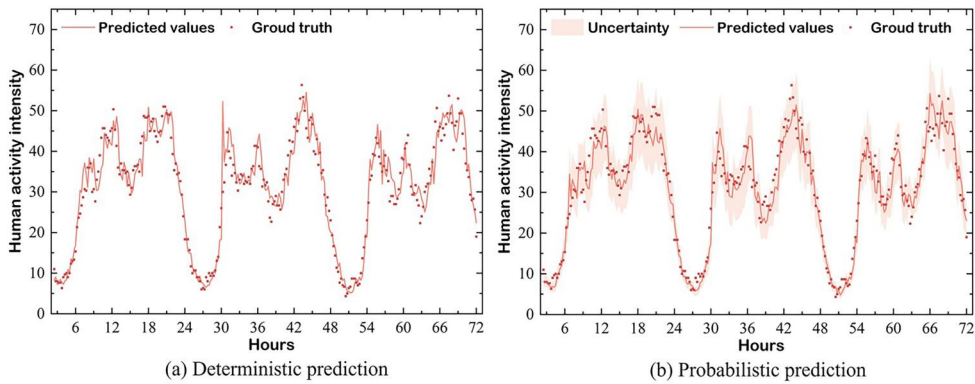 Predicted values Groud truth
Human activity intensity
70
60
50
40
30
20
10
0
6 12 18 24 30 36 42 48 54 60 66 72
Hours
(a) Deterministic prediction
Uncertainty Predicted values Groud truth
Human activity intensity
70
60
50
40
30
20
10
0
6 12 18 24 30 36 42 48 54 60 66 72
Hours
(b) Probabilistic prediction